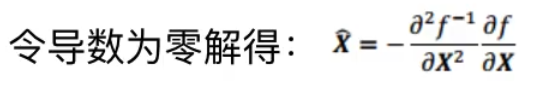 令导数为零解得： X̂ = -∂²f⁻¹/∂X² ∂f/∂X